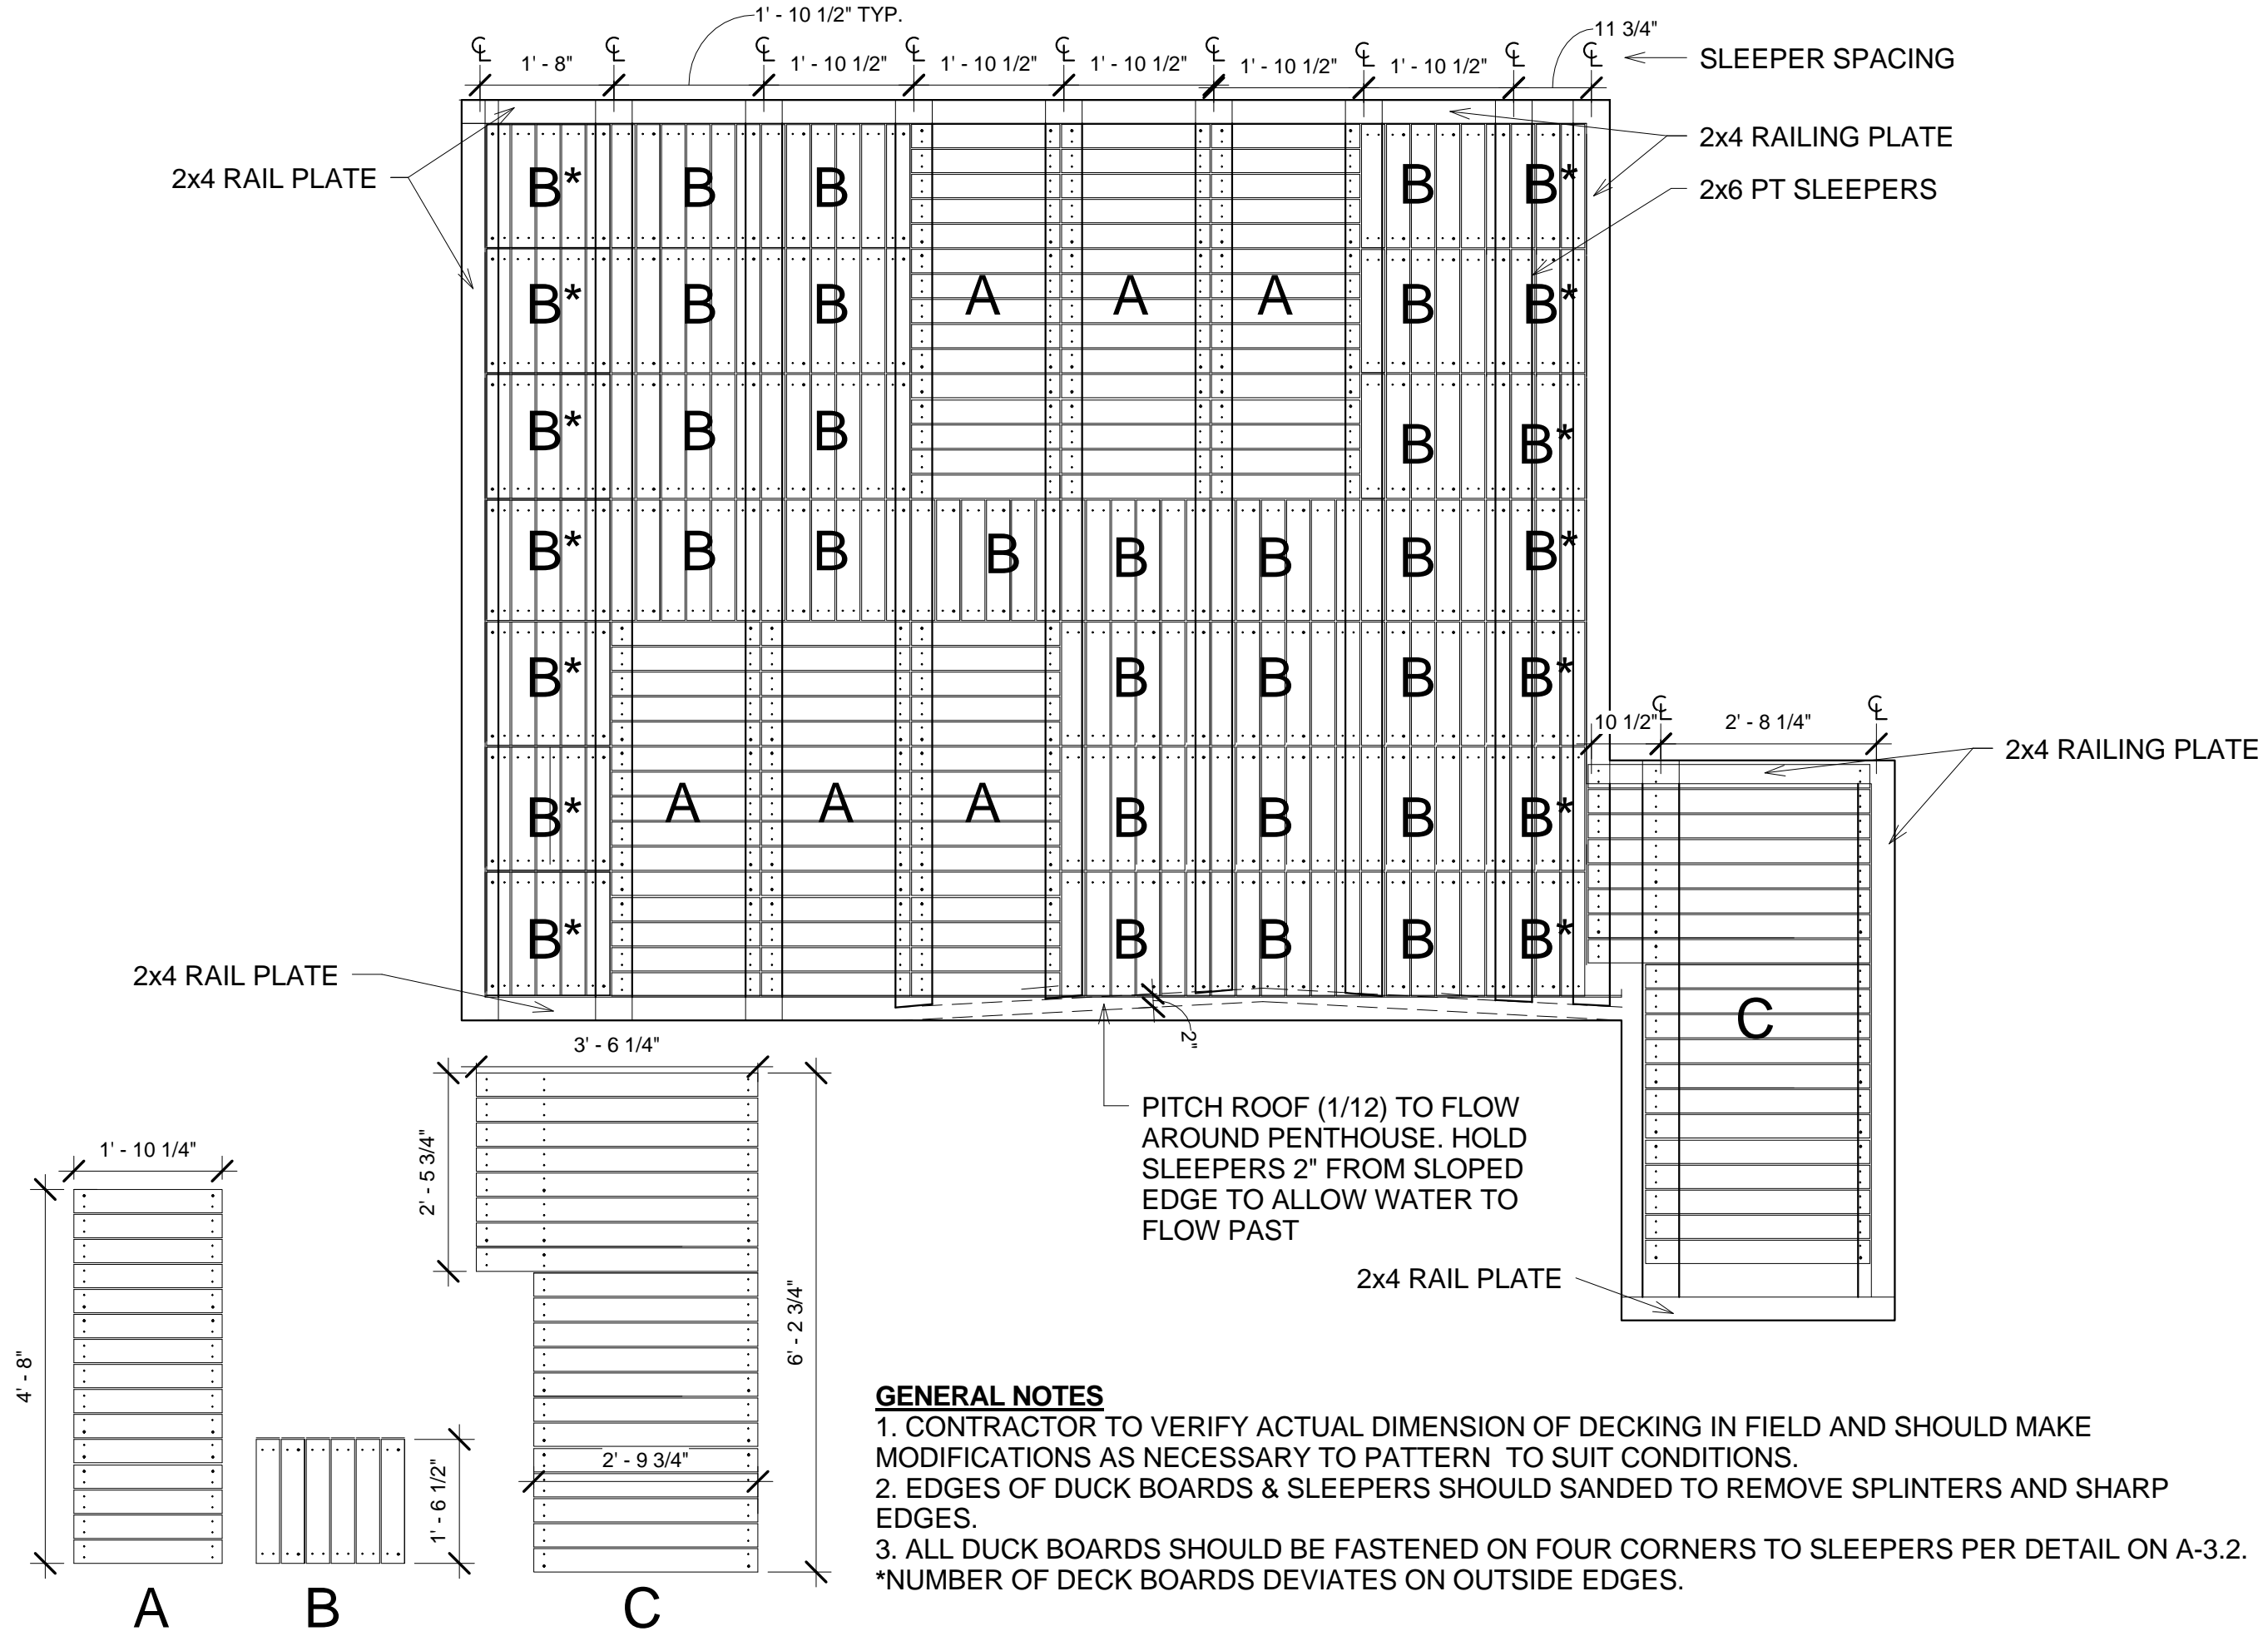 1' - 10 1/2" TYP.
11 3/4"
℄ ℄ ℄ ℄ ℄ ℄ ℄ ℄ ℄
1' - 8" 1' - 10 1/2" 1' - 10 1/2" 1' - 10 1/2" 1' - 10 1/2" 1' - 10 1/2"
SLEEPER SPACING
2x4 RAILING PLATE
2x4 RAIL PLATE
2x6 PT SLEEPERS
B* B B B B*
B* B B A A A B B*
B* B B B B*
B* B B B B B B B*
B* B B B B*
10 1/2" ℄ 2' - 8 1/4" ℄
2x4 RAILING PLATE
B* A A A B B B B*
B* B B B B*
2x4 RAIL PLATE
C
2"
3' - 6 1/4"
2' - 5 3/4"
6' - 2 3/4"
2' - 9 3/4"
1' - 10 1/4"
4' - 8"
1' - 6 1/2"
PITCH ROOF (1/12) TO FLOW
AROUND PENTHOUSE. HOLD
SLEEPERS 2" FROM SLOPED
EDGE TO ALLOW WATER TO
FLOW PAST
2x4 RAIL PLATE
GENERAL NOTES
1. CONTRACTOR TO VERIFY ACTUAL DIMENSION OF DECKING IN FIELD AND SHOULD MAKE
MODIFICATIONS AS NECESSARY TO PATTERN TO SUIT CONDITIONS.
2. EDGES OF DUCK BOARDS & SLEEPERS SHOULD SANDED TO REMOVE SPLINTERS AND SHARP
EDGES.
3. ALL DUCK BOARDS SHOULD BE FASTENED ON FOUR CORNERS TO SLEEPERS PER DETAIL ON A-3.2.
*NUMBER OF DECK BOARDS DEVIATES ON OUTSIDE EDGES.
A B C